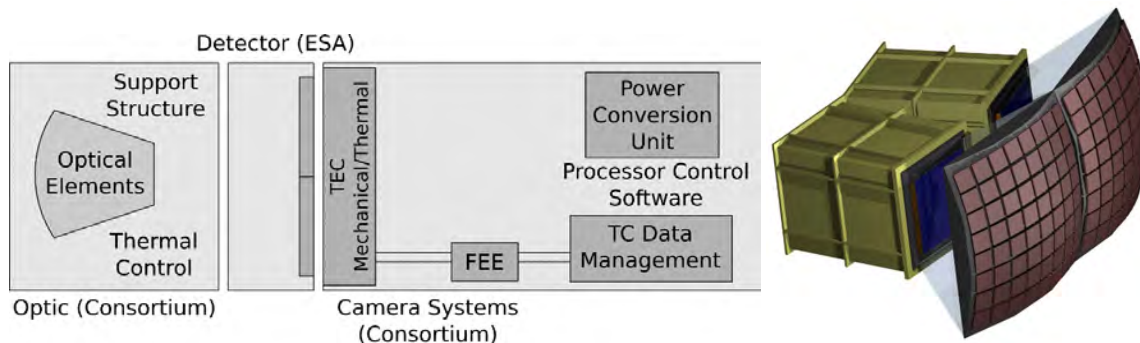 Detector (ESA)
Support
Structure
Optical
Elements
Thermal
Control
Optic (Consortium)
TEC
Mechanical/Thermal
Power
Conversion
Unit
Processor Control
Software
FEE
TC Data
Management
Camera Systems
(Consortium)